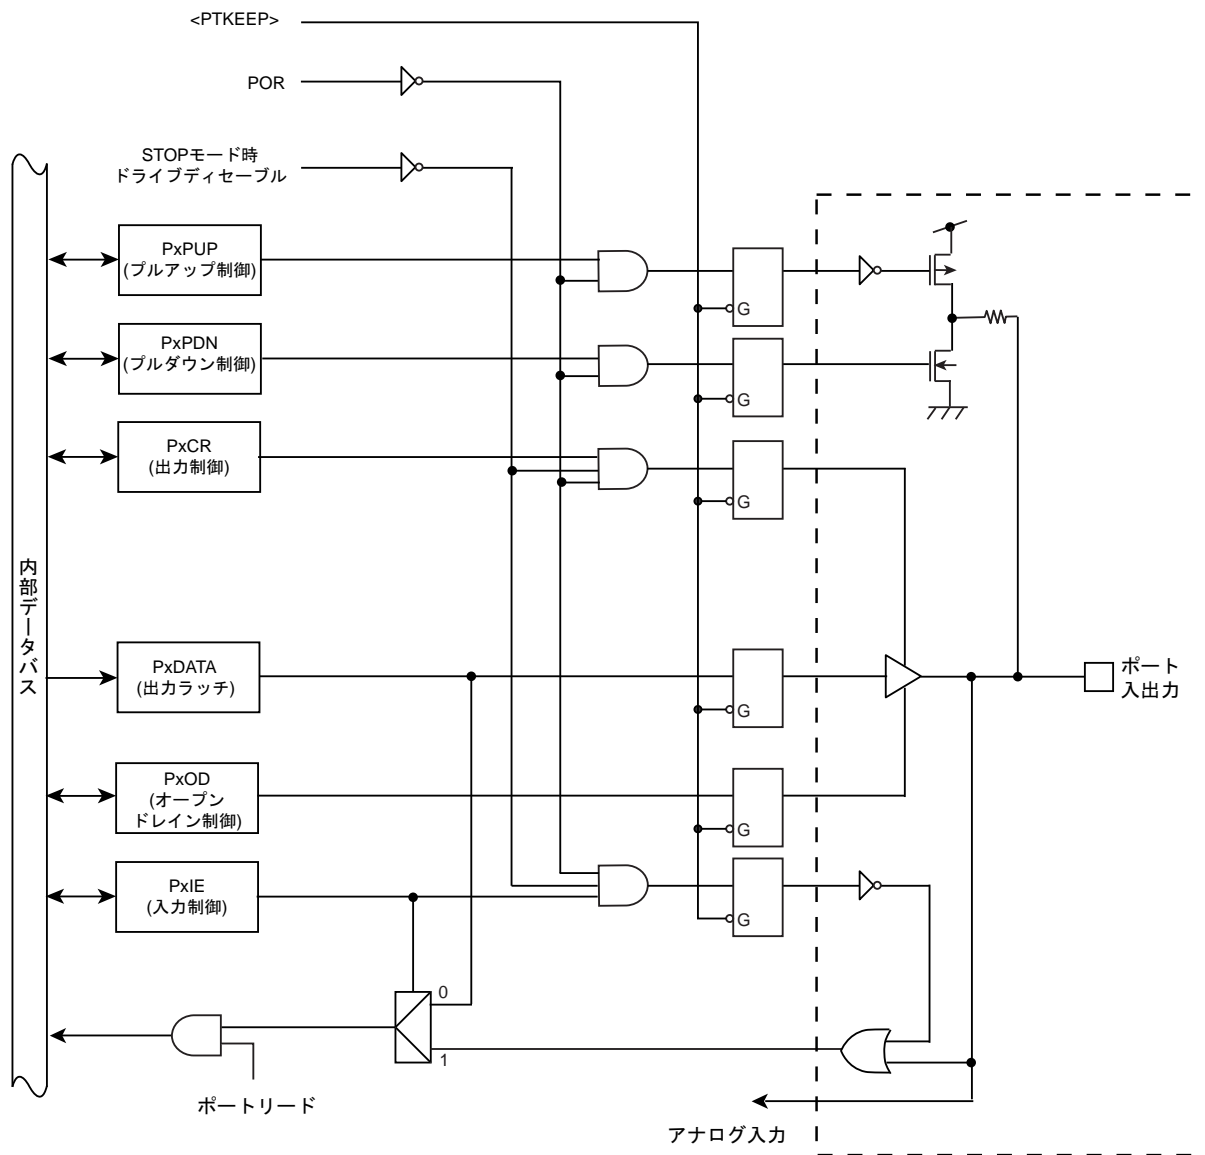 <PTKEEP>
POR
STOPモード時
ドライブディセーブル
PxPUP
(プルアップ制御)
G
PxPDN
(プルダウン制御)
G
PxCR
(出力制御)
G
内部データバス
PxDATA
(出力ラッチ)
G
ポート
入出力
PxOD
(オープン
ドレイン制御)
G
PxIE
(入力制御)
G
0
1
ポートリード
アナログ入力